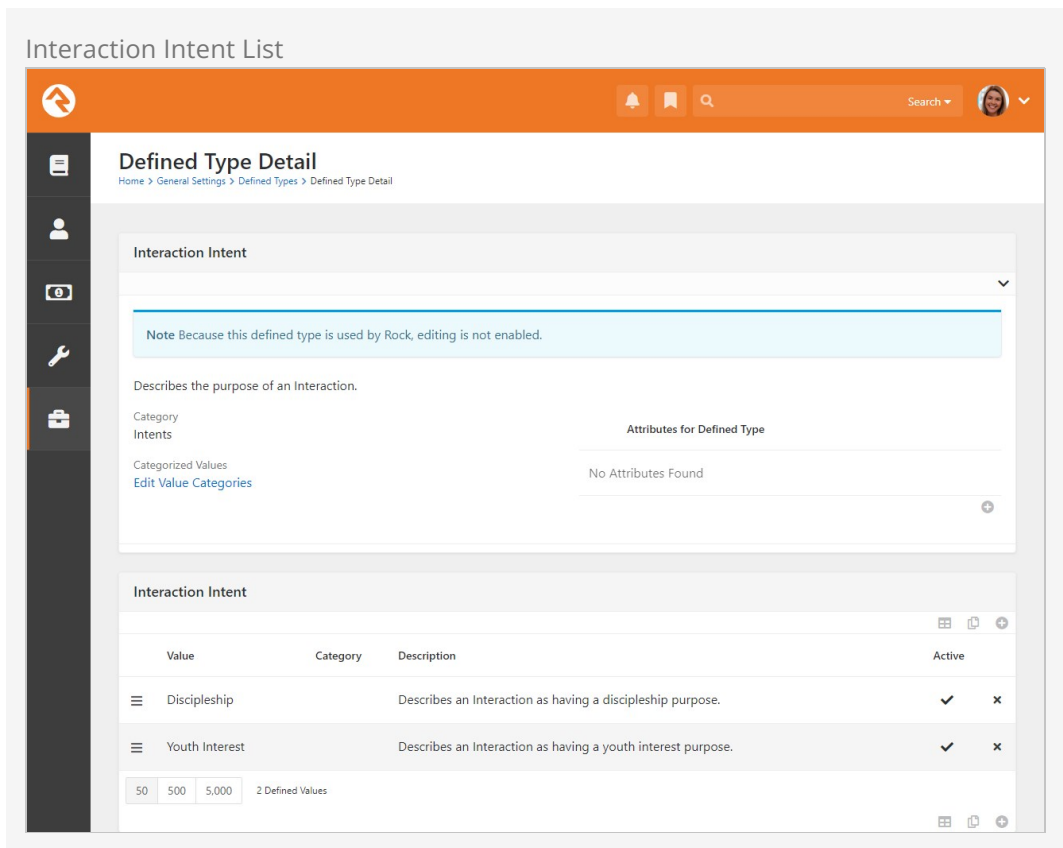 Interaction Intent List
Search
Defined Type Detail
Home > General Settings > Defined Types > Defined Type Detail
Interaction Intent
Note Because this defined type is used by Rock, editing is not enabled.
Describes the purpose of an Interaction.
Category
Intents
Attributes for Defined Type
Categorized Values
Edit Value Categories
No Attributes Found
Interaction Intent
Value Category Description Active
Discipleship Describes an Interaction as having a discipleship purpose.
Youth Interest Describes an Interaction as having a youth interest purpose.
50 500 5,000 2 Defined Values